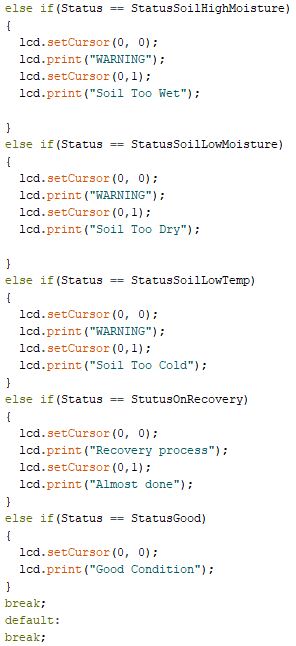 else if(Status == StatusSoilHighMoisture)
{
  lcd.setCursor(0, 0);
  lcd.print("WARNING");
  lcd.setCursor(0,1);
  lcd.print("Soil Too Wet");

}
else if(Status == StatusSoilLowMoisture)
{
  lcd.setCursor(0, 0);
  lcd.print("WARNING");
  lcd.setCursor(0,1);
  lcd.print("Soil Too Dry");

}
else if(Status == StatusSoilLowTemp)
{
  lcd.setCursor(0, 0);
  lcd.print("WARNING");
  lcd.setCursor(0,1);
  lcd.print("Soil Too Cold");
}
else if(Status == StutusOnRecovery)
{
  lcd.setCursor(0, 0);
  lcd.print("Recovery process");
  lcd.setCursor(0,1);
  lcd.print("Almost done");
}
else if(Status == StatusGood)
{
  lcd.setCursor(0, 0);
  lcd.print("Good Condition");
}
break;
default:
break;